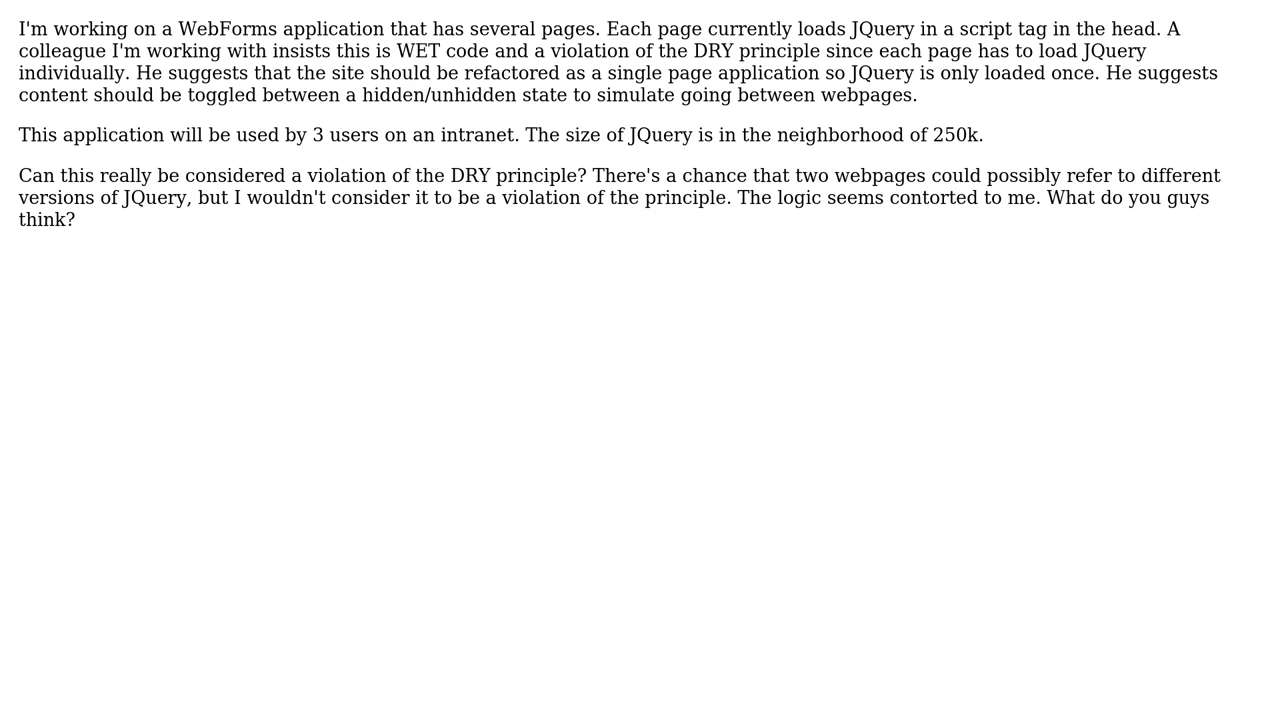 I'm working on a WebForms application that has several pages. Each page currently loads JQuery in a script tag in the head. A
colleague I'm working with insists this is WET code and a violation of the DRY principle since each page has to load JQuery
individually. He suggests that the site should be refactored as a single page application so JQuery is only loaded once. He suggests
content should be toggled between a hidden/unhidden state to simulate going between webpages.
This application will be used by 3 users on an intranet. The size of JQuery is in the neighborhood of 250k.
Can this really be considered a violation of the DRY principle? There's a chance that two webpages could possibly refer to different
versions of JQuery, but I wouldn't consider it to be a violation of the principle. The logic seems contorted to me. What do you guys
think?